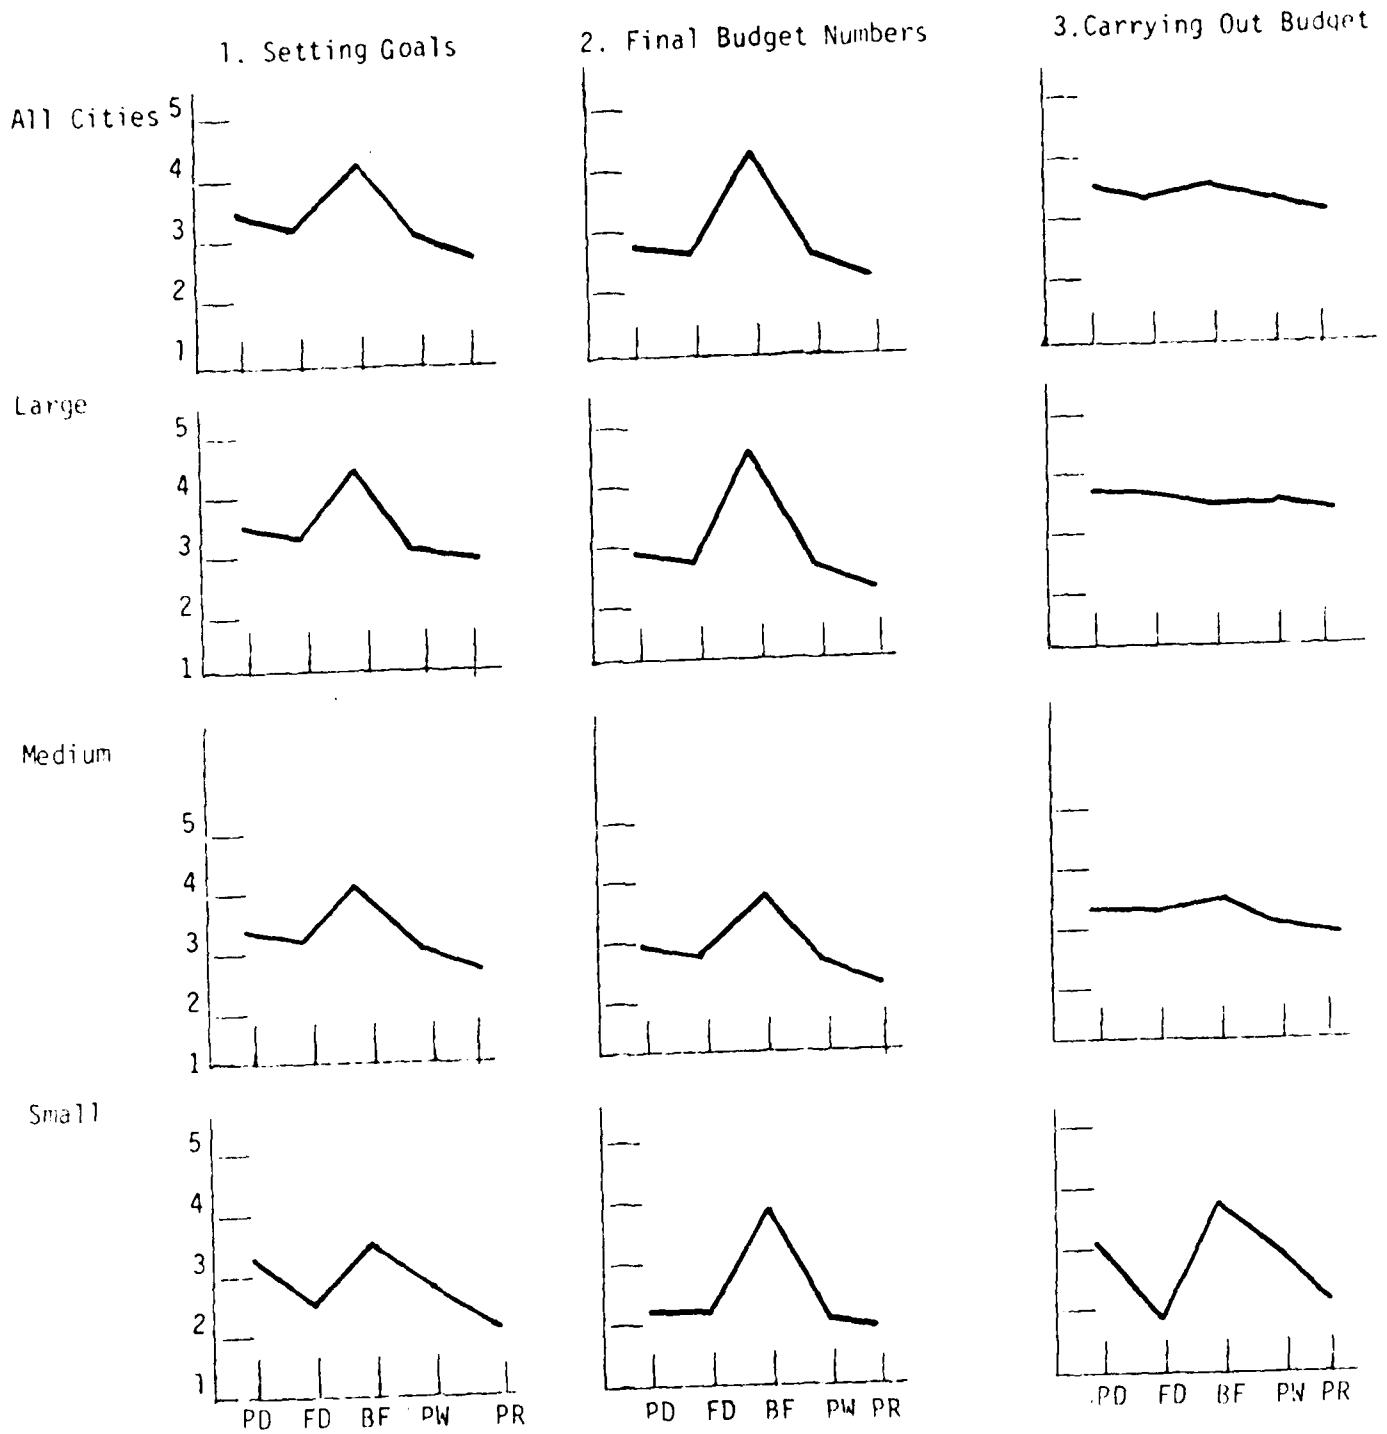 1. Setting Goals
2. Final Budget Numbers
3.Carrying Out Budget
All Cities
5
4
3
2
1
Large
5
4
3
2
1
Medium
5
4
3
2
1
Small
5
4
3
2
1
PD FD BF PW PR
PD FD BF PW PR
PD FD BF PW PR